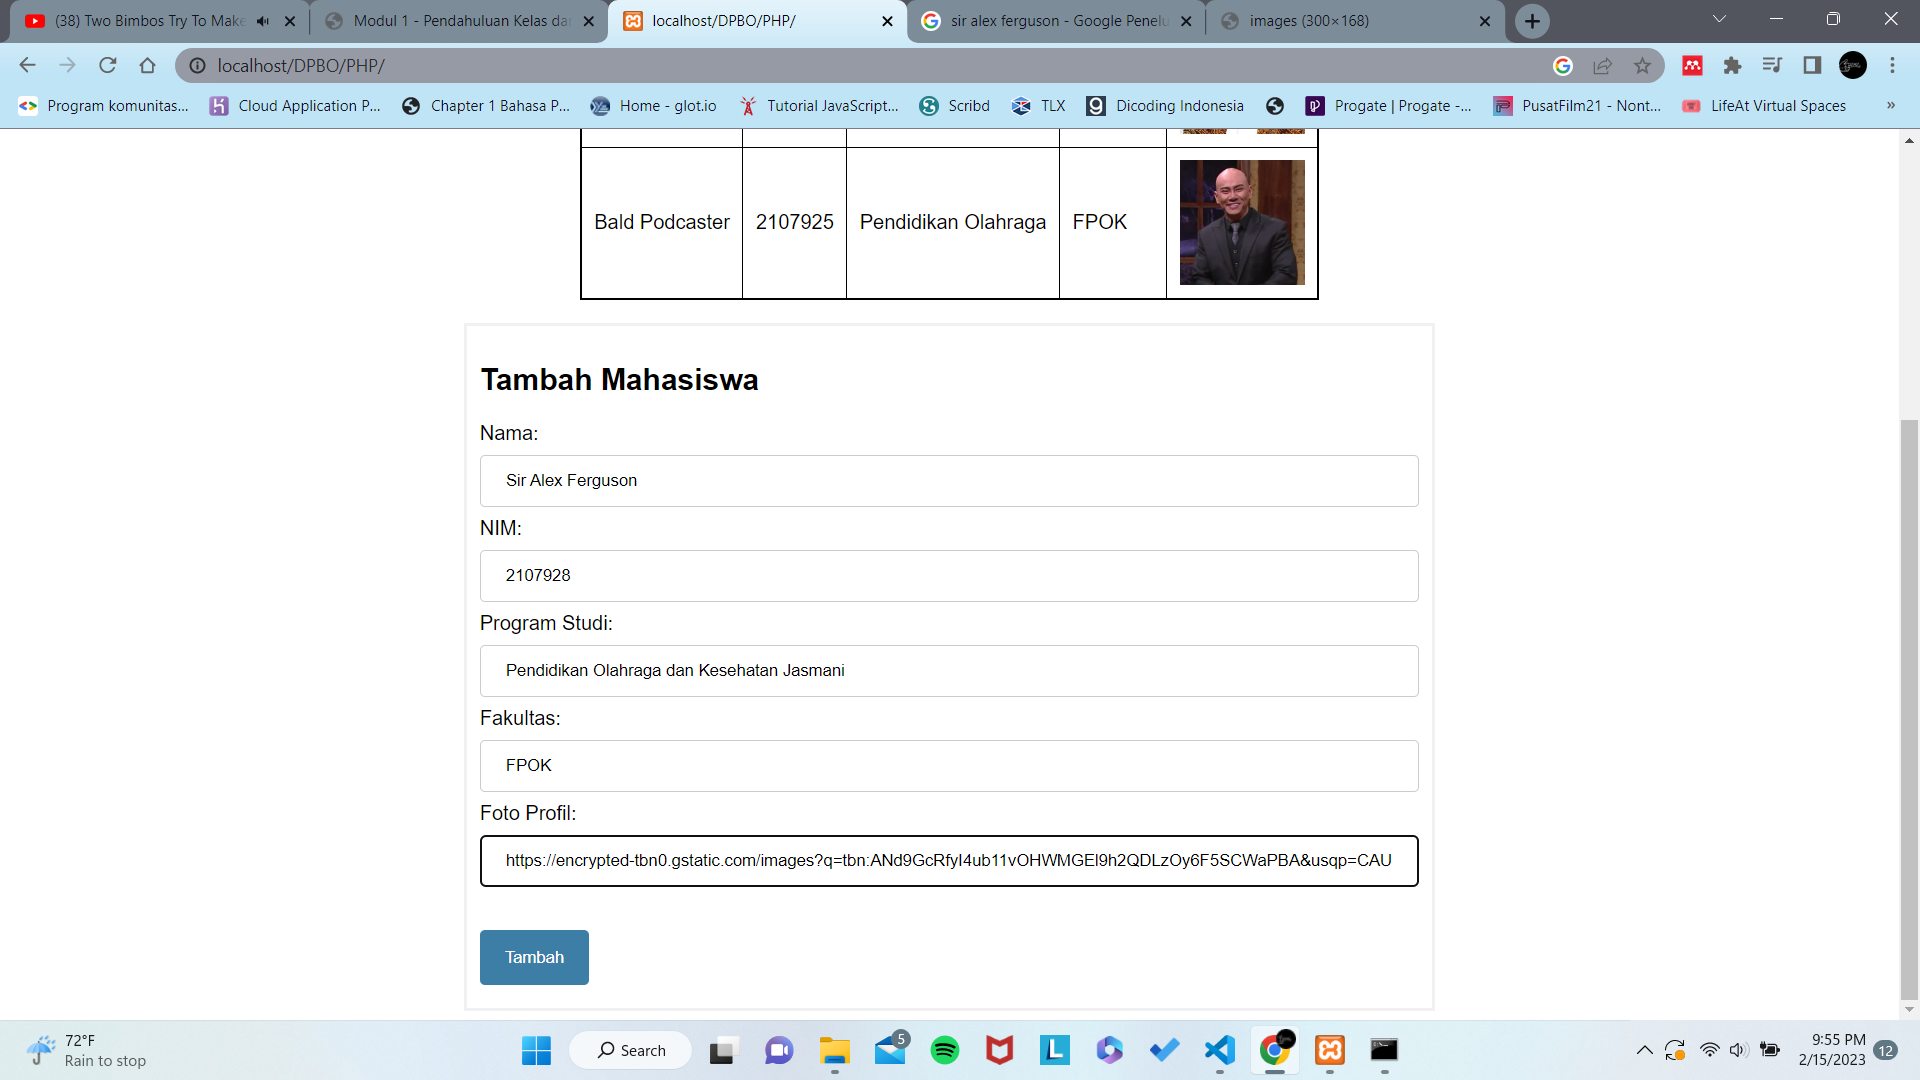 (38) Two Bimbos Try To Make
Modul 1 - Pendahuluan Kelas da
localhost/DPBO/PHP/
sir alex ferguson - Google Penelu
images (300×168)
localhost/DPBO/PHP/
Program komunitas...
Cloud Application P...
Chapter 1 Bahasa P...
Home - glot.io
Tutorial JavaScript...
Scribd
TLX
Dicoding Indonesia
Progate | Progate -...
PusatFilm21 - Nont...
LifeAt Virtual Spaces
»
Bald Podcaster 2107925 Pendidikan Olahraga FPOK
Tambah Mahasiswa
Nama:
Sir Alex Ferguson
NIM:
2107928
Program Studi:
Pendidikan Olahraga dan Kesehatan Jasmani
Fakultas:
FPOK
Foto Profil:
https://encrypted-tbn0.gstatic.com/images?q=tbn:ANd9GcRfyI4ub11vOHWMGEl9h2QDLzOy6F5SCWaPBA&usqp=CAU
Tambah
72°F
Rain to stop
Search
5
9:55 PM
2/15/2023
12